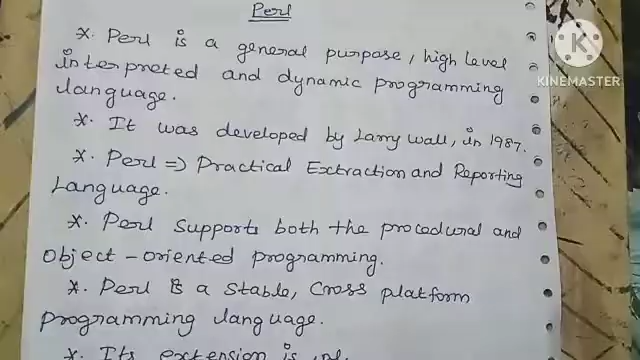 Perl
*. Perl is a general purpose, high level
interpreted and dynamic programming
language.
*. It was developed by Larry Wall, in 1987.
*. Perl => Practical Extraction and Reporting
Language.
*. Perl supports both the procedural and
Object-oriented programming.
*. Perl is a stable, cross platform
programming language.
*. Its extension is
KINEMASTER